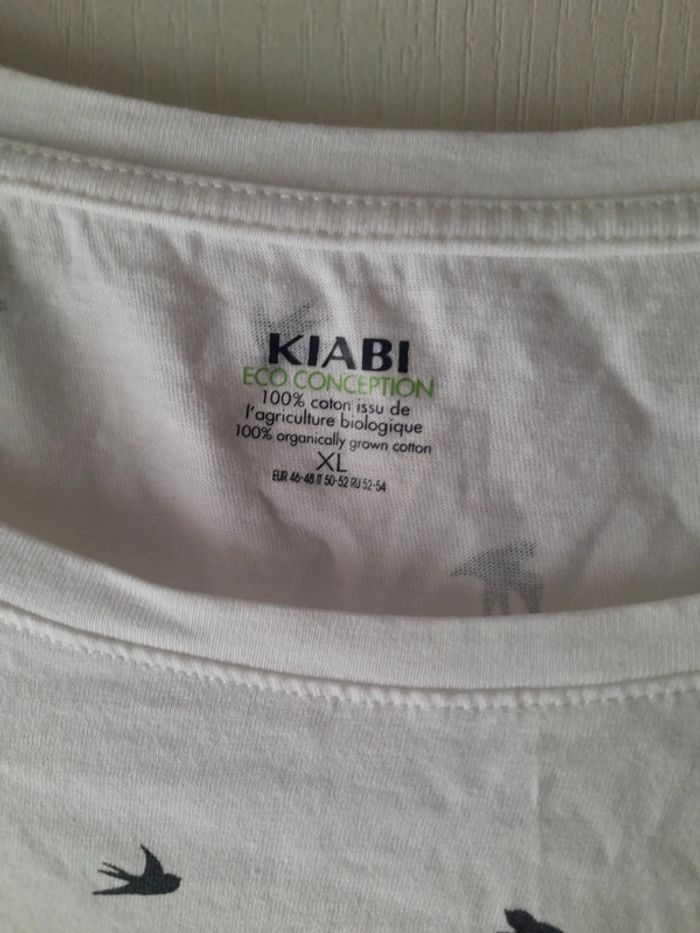 KIABI
ECO CONCEPTION
100% coton issu de
l'agriculture biologique
100% organically grown cotton
XL
EUR 46-48 IT 50-52 RU 52-54